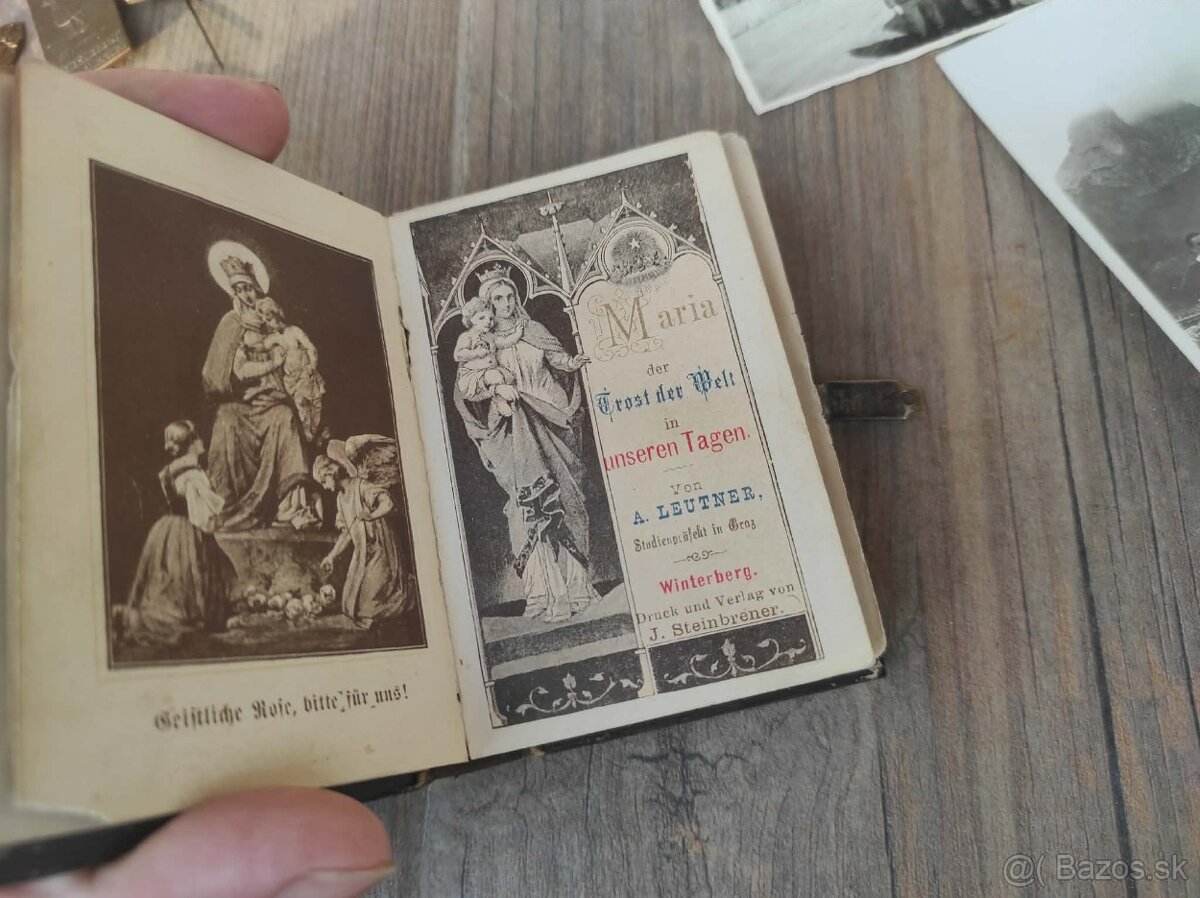 Geistliche Rose, bitte für uns!
Maria
der
Trost der Welt
in
unseren Tagen.
Von
A. LEUTNER,
Studienpräfekt in Graz
Winterberg.
Druck und Verlag von
J. Steinbrener.
@( Bazos.sk